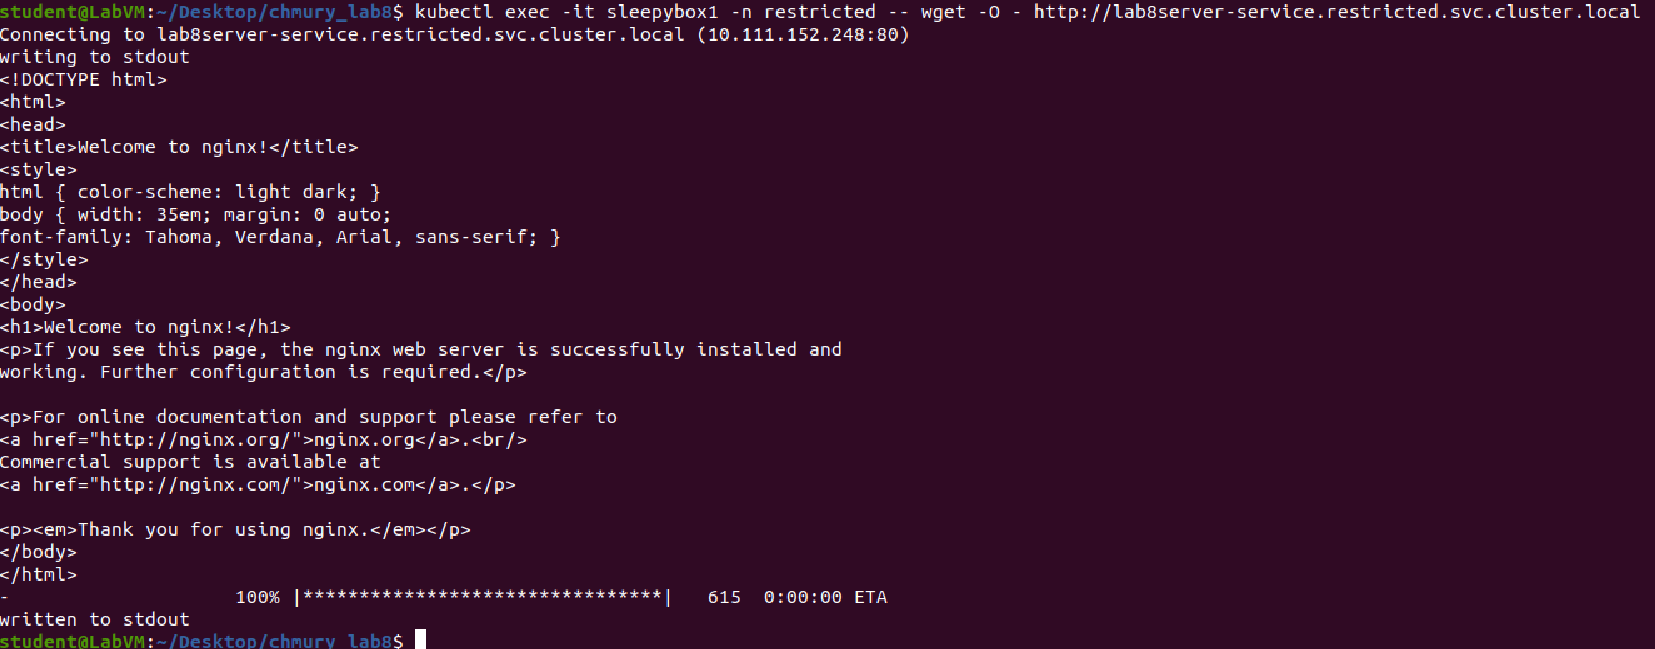 student@LabVM:~/Desktop/chmury_lab8$ kubectl exec -it sleepybox1 -n restricted -- wget -O - http://lab8server-service.restricted.svc.cluster.local
Connecting to lab8server-service.restricted.svc.cluster.local (10.111.152.248:80)
writing to stdout
<!DOCTYPE html>
<html>
<head>
<title>Welcome to nginx!</title>
<style>
html { color-scheme: light dark; }
body { width: 35em; margin: 0 auto;
font-family: Tahoma, Verdana, Arial, sans-serif; }
</style>
</head>
<body>
<h1>Welcome to nginx!</h1>
<p>If you see this page, the nginx web server is successfully installed and
working. Further configuration is required.</p>

<p>For online documentation and support please refer to
<a href="http://nginx.org/">nginx.org</a>.<br/>
Commercial support is available at
<a href="http://nginx.com/">nginx.com</a>.</p>

<p><em>Thank you for using nginx.</em></p>
</body>
</html>
-                    100% |********************************|   615  0:00:00 ETA
written to stdout
student@LabVM:~/Desktop/chmury_lab8$